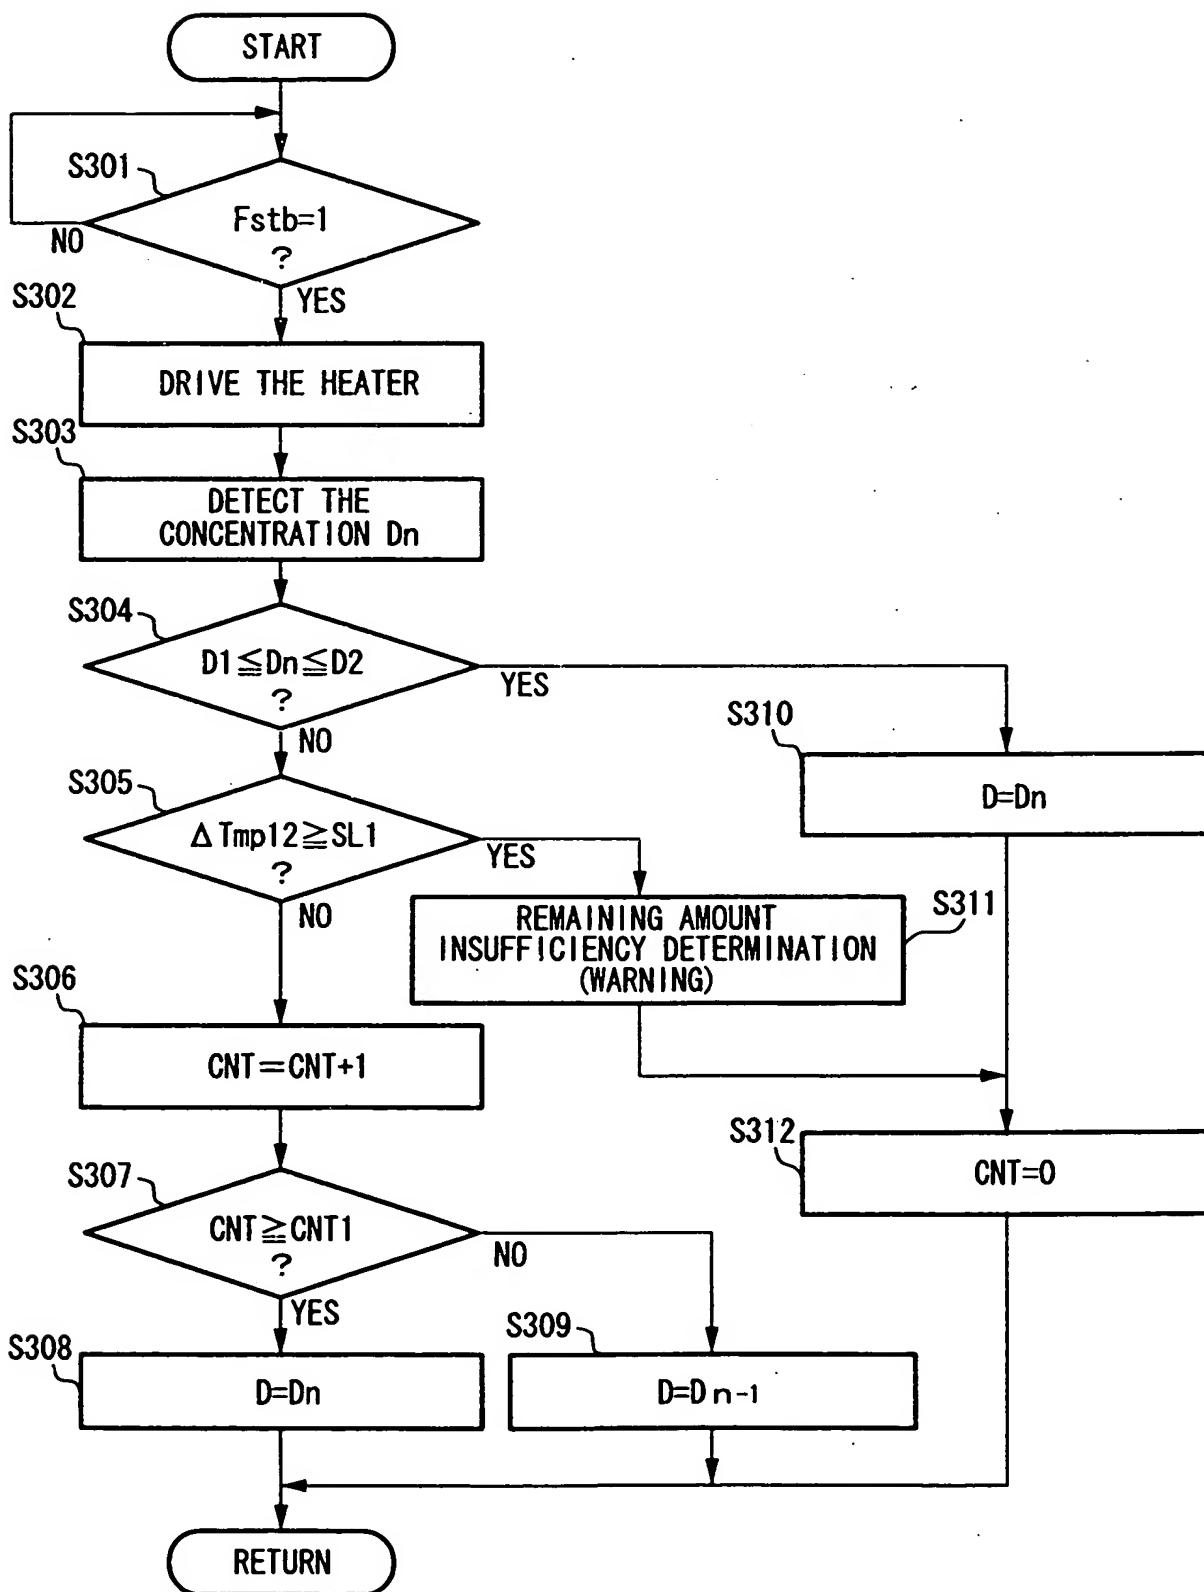 START
S301
Fstb=1
?
NO
YES
S302
DRIVE THE HEATER
S303
DETECT THE
CONCENTRATION Dn
S304
D1≦Dn≦D2
?
YES
NO
S310
D=Dn
S305
ΔTmp12≧SL1
?
YES
NO
REMAINING AMOUNT
INSUFFICIENCY DETERMINATION
(WARNING)
S311
S306
CNT=CNT+1
S312
CNT=0
S307
CNT≧CNT1
?
NO
YES
S308
D=Dn
S309
D=Dn-1
RETURN